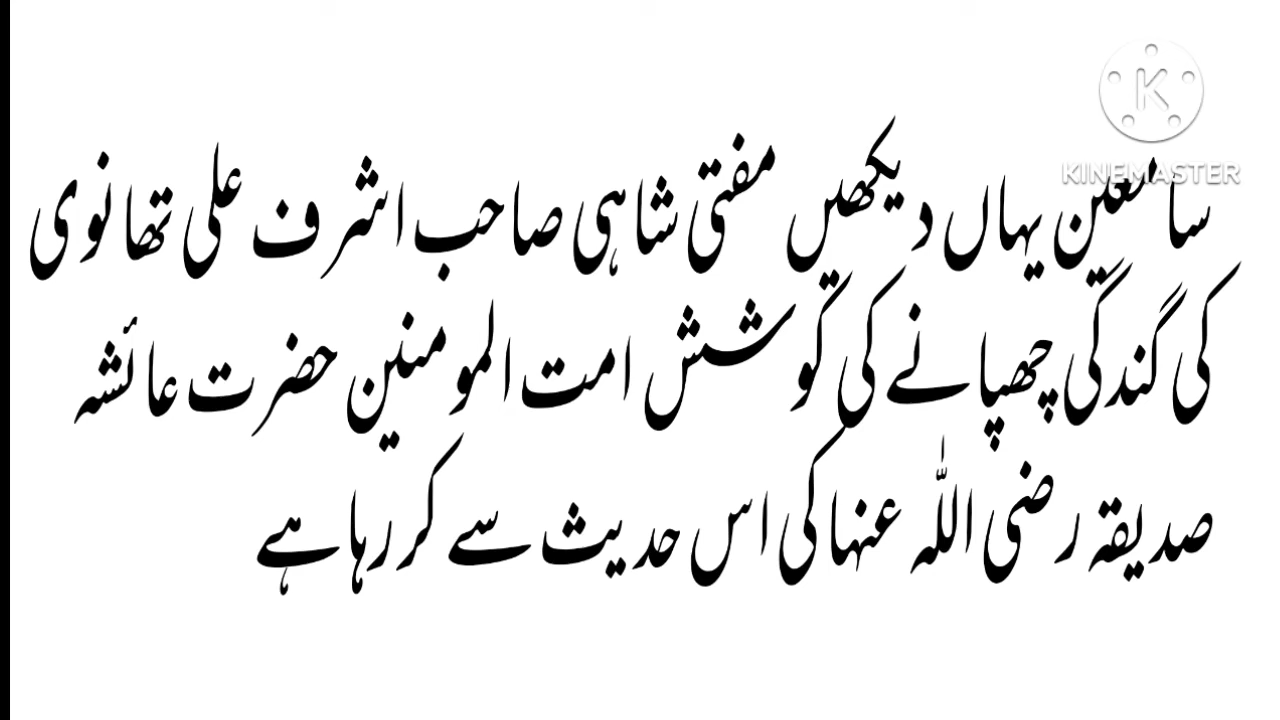 KINEMASTER
سامعین یہاں دیکھیں مفتی شاہی صاحب اشرف علی تھانوی
کی گندگی چھپانے کی کوشش امت المومنین حضرت عائشہ
صدیقہ رضی اللہ عنہا کی اس حدیث سے کر رہا ہے